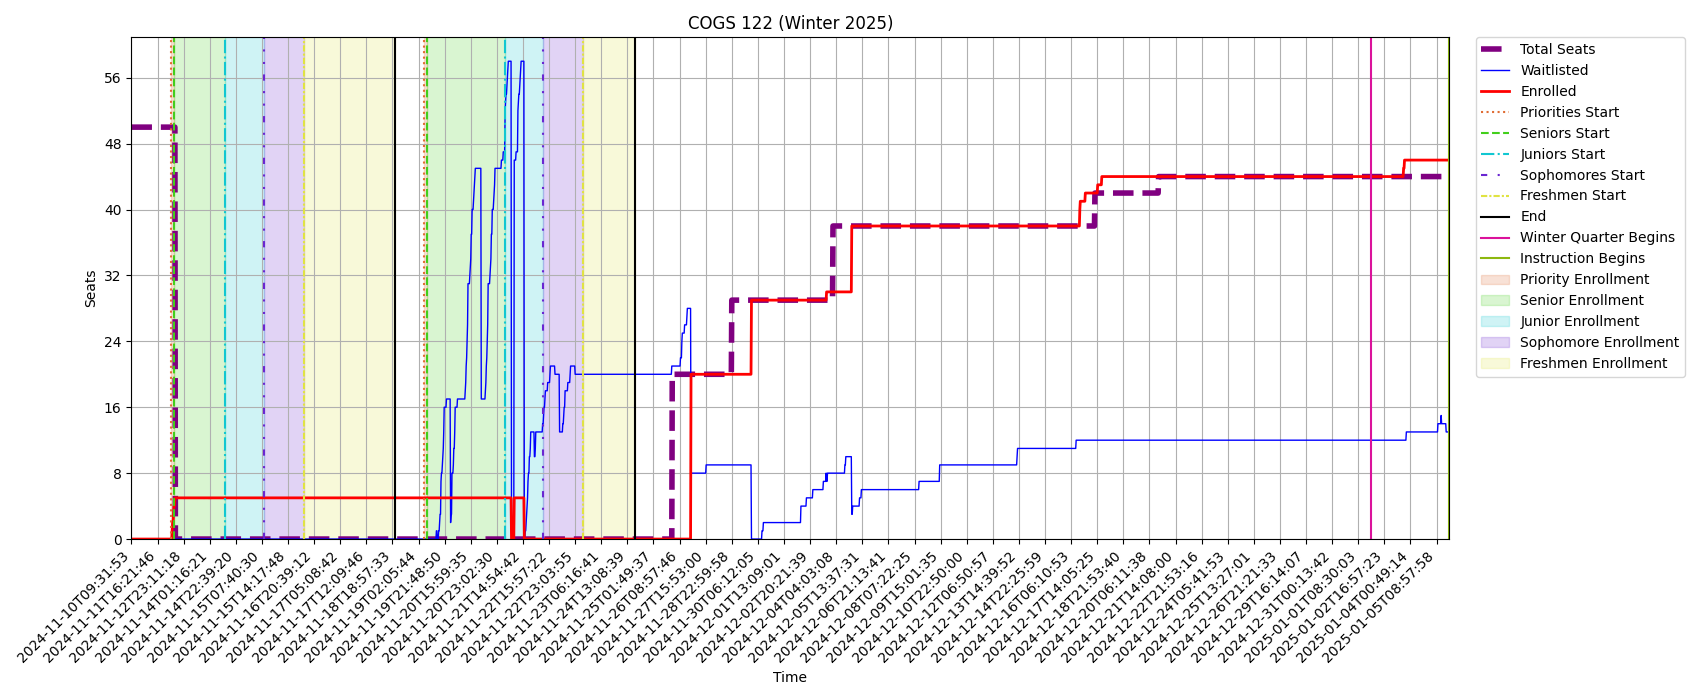 COGS 122 (Winter 2025)
Seats
56
48
40
32
24
16
8
0
2024-11-10T09:31:53
2024-11-11T16:21:46
2024-11-12T23:11:18
2024-11-14T01:16:21
2024-11-14T22:39:20
2024-11-15T07:40:30
2024-11-15T14:17:48
2024-11-16T20:39:12
2024-11-17T05:08:42
2024-11-17T12:09:46
2024-11-18T18:57:33
2024-11-19T02:05:44
2024-11-19T21:48:50
2024-11-20T15:59:35
2024-11-20T23:02:30
2024-11-21T14:54:42
2024-11-22T15:57:22
2024-11-22T23:03:55
2024-11-23T16:16:41
2024-11-24T13:08:39
2024-11-25T01:49:37
2024-11-26T08:57:46
2024-11-27T15:53:00
2024-11-28T22:59:58
2024-11-30T06:12:05
2024-12-01T13:09:01
2024-12-02T20:21:39
2024-12-04T03:03:08
2024-12-05T13:37:31
2024-12-06T21:13:41
2024-12-08T07:22:25
2024-12-09T15:01:35
2024-12-10T22:50:00
2024-12-12T06:50:57
2024-12-13T14:39:52
2024-12-14T22:25:59
2024-12-16T06:10:53
2024-12-17T14:05:25
2024-12-18T21:53:40
2024-12-20T06:11:38
2024-12-21T14:08:00
2024-12-22T21:53:16
2024-12-24T05:41:53
2024-12-25T13:27:01
2024-12-26T21:21:33
2024-12-29T16:14:07
2024-12-31T00:13:42
2025-01-01T08:30:03
2025-01-02T16:57:23
2025-01-04T00:49:14
2025-01-05T08:57:58
Time
Total Seats
Waitlisted
Enrolled
Priorities Start
Seniors Start
Juniors Start
Sophomores Start
Freshmen Start
End
Winter Quarter Begins
Instruction Begins
Priority Enrollment
Senior Enrollment
Junior Enrollment
Sophomore Enrollment
Freshmen Enrollment